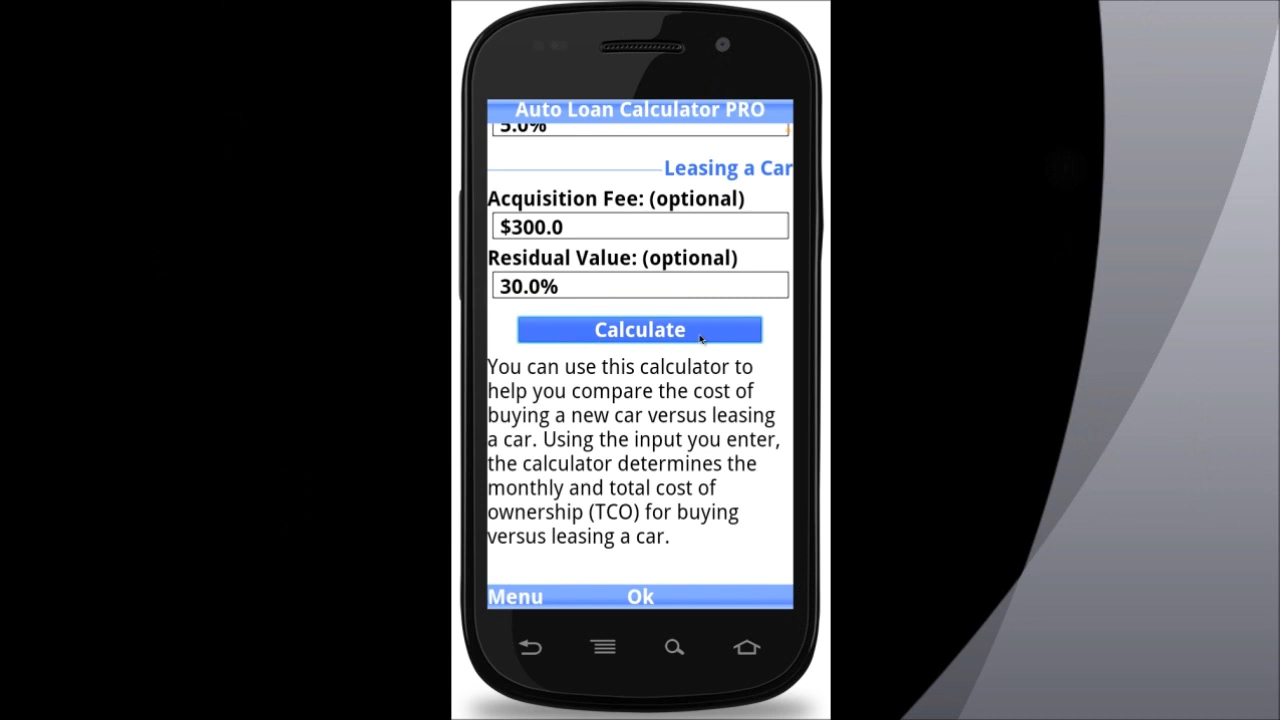 Auto Loan Calculator PRO
5.0%
Leasing a Car
Acquisition Fee: (optional)
$300.0
Residual Value: (optional)
30.0%
Calculate
You can use this calculator to
help you compare the cost of
buying a new car versus leasing
a car. Using the input you enter,
the calculator determines the
monthly and total cost of
ownership (TCO) for buying
versus leasing a car.
Menu Ok